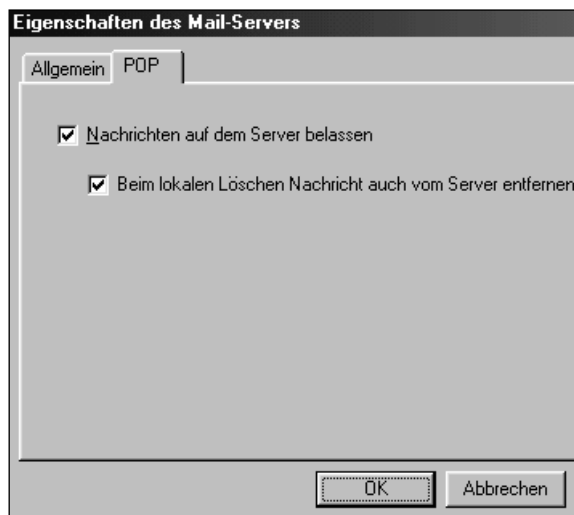 Eigenschaften des Mail-Servers
Allgemein POP
Nachrichten auf dem Server belassen
Beim lokalen Löschen Nachricht auch vom Server entfernen
OK Abbrechen